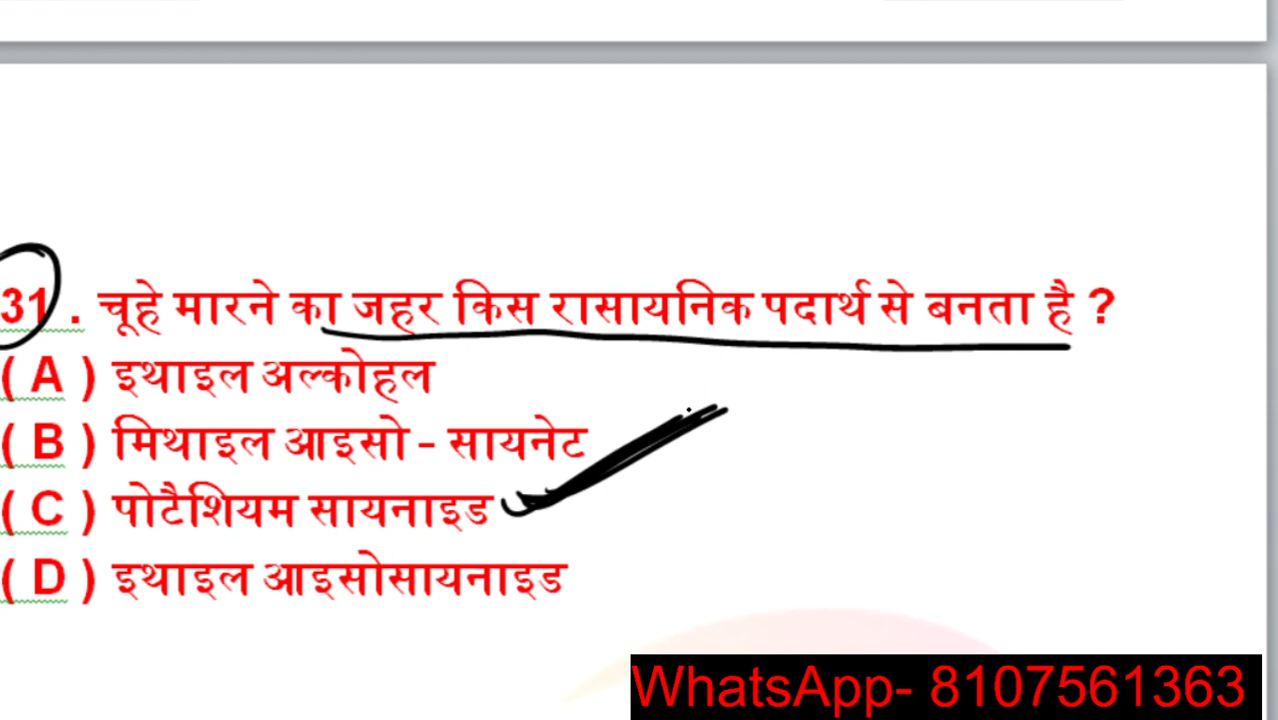 31 . चूहे मारने का जहर किस रासायनिक पदार्थ से बनता है ?
( A ) इथाइल अल्कोहल
( B ) मिथाइल आइसो - सायनेट
( C ) पोटैशियम सायनाइड
( D ) इथाइल आइसोसायनाइड
WhatsApp- 8107561363